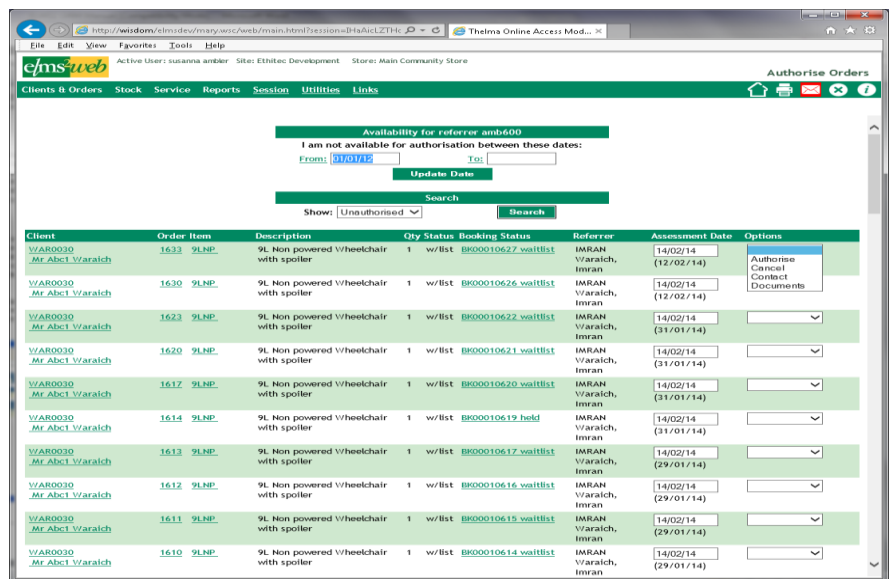 http://wisdom/elmsdev/mary.wsc/web/main.html?session=IHaAicLZTHc
Thelma Online Access Mod...
File Edit View Favorites Tools Help
elms2web
Active User: susanna ambler Site: Ethitec Development Store: Main Community Store
Authorise Orders
Clients & Orders Stock Service Reports Session Utilities Links
Availability for referrer amb600
I am not available for authorisation between these dates:
From: 01/01/12 To:
Update Date
Search
Show: Unauthorised Search
Client Order Item Description Qty Status Booking Status Referrer Assessment Date Options
WAR0030 1633 9LNP 9L Non powered Wheelchair 1 w/list BK00010627 waitlist IMRAN 14/02/14
Mr Abc1 Waraich with spoiler Waraich, (12/02/14) Authorise
Imran Cancel
Contact
WAR0030 1630 9LNP 9L Non powered Wheelchair 1 w/list BK00010626 waitlist IMRAN 14/02/14 Documents
Mr Abc1 Waraich with spoiler Waraich, (12/02/14)
Imran
WAR0030 1623 9LNP 9L Non powered Wheelchair 1 w/list BK00010622 waitlist IMRAN 14/02/14
Mr Abc1 Waraich with spoiler Waraich, (31/01/14)
Imran
WAR0030 1620 9LNP 9L Non powered Wheelchair 1 w/list BK00010621 waitlist IMRAN 14/02/14
Mr Abc1 Waraich with spoiler Waraich, (31/01/14)
Imran
WAR0030 1617 9LNP 9L Non powered Wheelchair 1 w/list BK00010620 waitlist IMRAN 14/02/14
Mr Abc1 Waraich with spoiler Waraich, (31/01/14)
Imran
WAR0030 1614 9LNP 9L Non powered Wheelchair 1 w/list BK00010619 held IMRAN 14/02/14
Mr Abc1 Waraich with spoiler Waraich, (31/01/14)
Imran
WAR0030 1613 9LNP 9L Non powered Wheelchair 1 w/list BK00010617 waitlist IMRAN 14/02/14
Mr Abc1 Waraich with spoiler Waraich, (29/01/14)
Imran
WAR0030 1612 9LNP 9L Non powered Wheelchair 1 w/list BK00010616 waitlist IMRAN 14/02/14
Mr Abc1 Waraich with spoiler Waraich, (29/01/14)
Imran
WAR0030 1611 9LNP 9L Non powered Wheelchair 1 w/list BK00010615 waitlist IMRAN 14/02/14
Mr Abc1 Waraich with spoiler Waraich, (29/01/14)
Imran
WAR0030 1610 9LNP 9L Non powered Wheelchair 1 w/list BK00010614 waitlist IMRAN 14/02/14
Mr Abc1 Waraich with spoiler Waraich, (29/01/14)
Imran